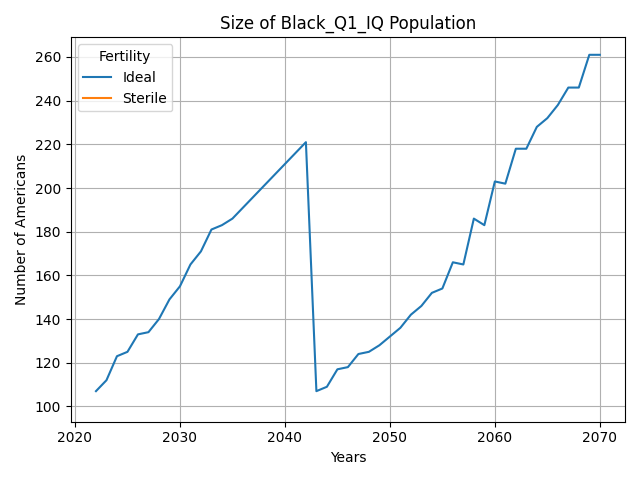 Size of Black_Q1_IQ Population
Fertility
Ideal
Sterile
260
240
220
200
180
160
140
120
100
Number of Americans
2020
2030
2040
2050
2060
2070
Years